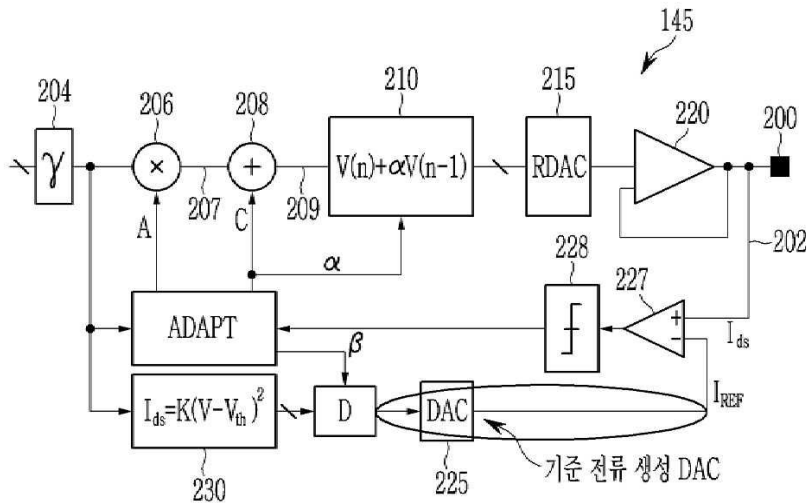 145
204
206
208
210
215
220
200
γ
×
+
V(n)+αV(n-1)
RDAC
207
209
202
A
C
α
228
227
ADAPT
+
-
I_ds
β
I_REF
I_ds=K(V-V_th)²
D
DAC
230
225
기준 전류 생성 DAC